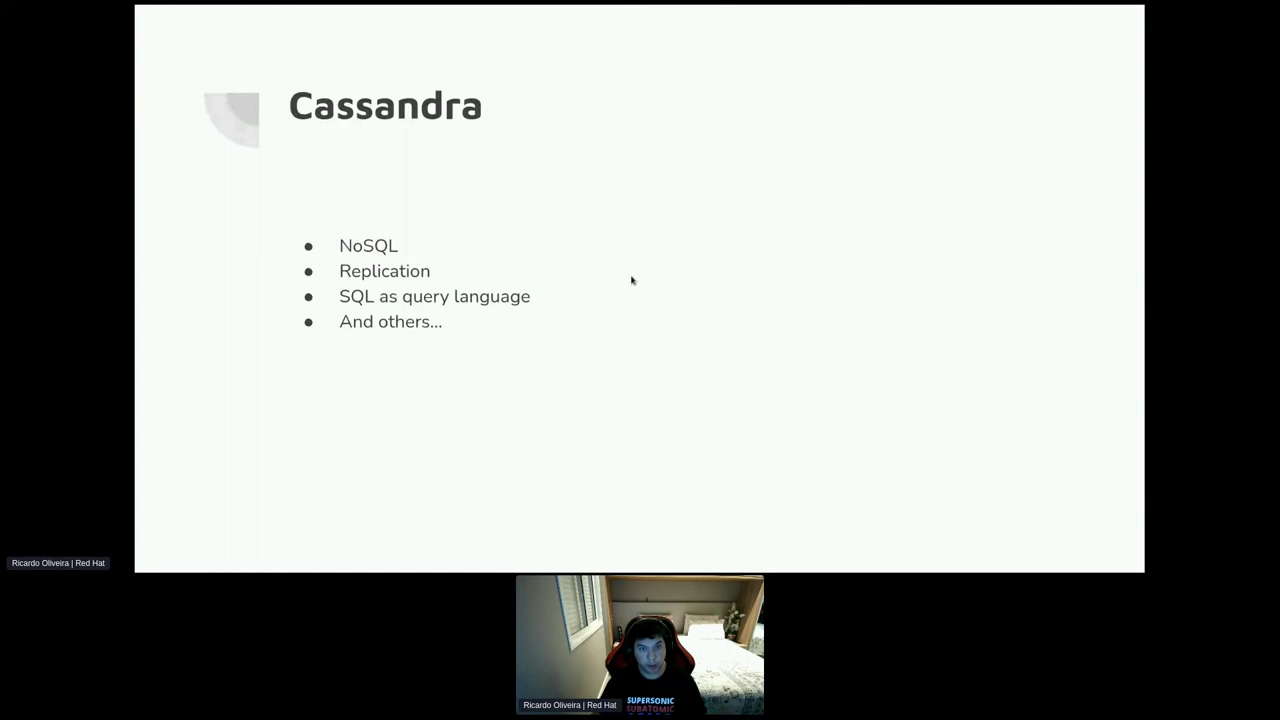 Cassandra
● NoSQL
● Replication
● SQL as query language
● And others...
Ricardo Oliveira | Red Hat
SUPERSONIC
SUBATOMIC
Ricardo Oliveira | Red Hat